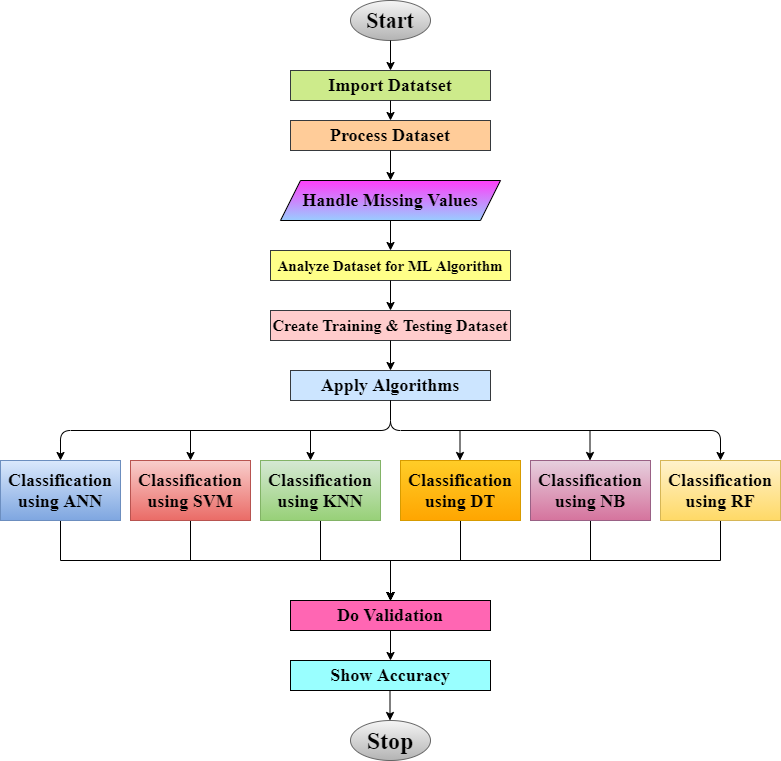 Start
Import Datatset
Process Dataset
Handle Missing Values
Analyze Dataset for ML Algorithm
Create Training & Testing Dataset
Apply Algorithms
Classification
using ANN
Classification
using SVM
Classification
using KNN
Classification
using DT
Classification
using NB
Classification
using RF
Do Validation
Show Accuracy
Stop